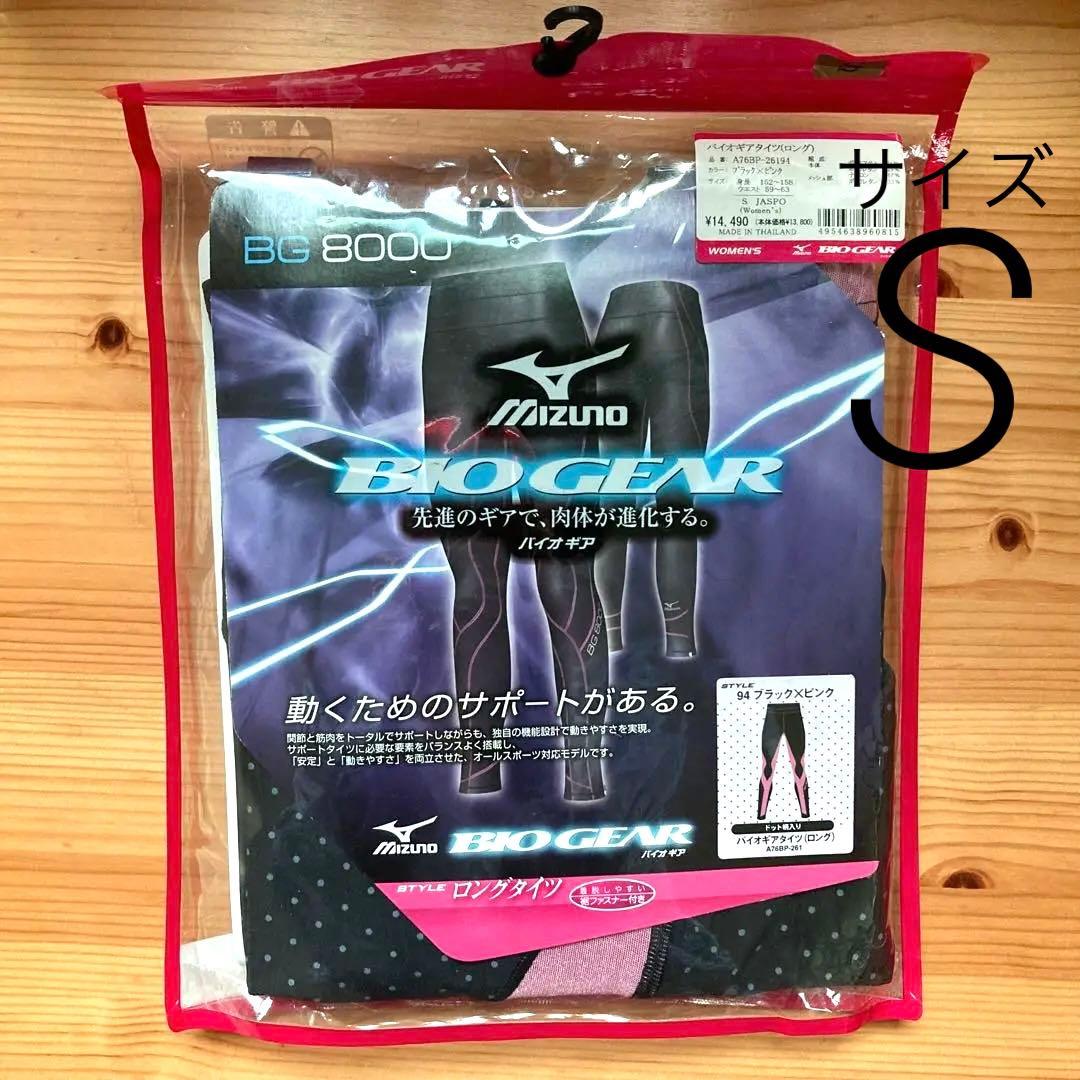 BIO GEAR
S
警告
バイオギアタイツ(ロング)
品番 A76BP-26194
カラー ブラック×ピンク
サイズ 身長 152〜158
ウエスト 59〜63
S JASPO
(Women's)
¥14,490 (本体価格¥13,800)
MADE IN THAILAND
4954638960815
WOMEN'S MIZUNO BIO GEAR
サイズ
S
BG 8000
MIZUNO
BIO GEAR
先進のギアで、肉体が進化する。
バイオギア
BG 8000
動くためのサポートがある。
関節と筋肉をトータルでサポートしながらも、独自の機能設計で動きやすさを実現。
サポートタイツに必要な要素をバランスよく搭載し、
「安定」と「動きやすさ」を両立させた、オールスポーツ対応モデルです。
STYLE
94 ブラック×ピンク
ドット柄入り
バイオギアタイツ(ロング)
A76BP-261
MIZUNO BIO GEAR
バイオギア
STYLE ロングタイツ
着脱しやすい
裾ファスナー付き